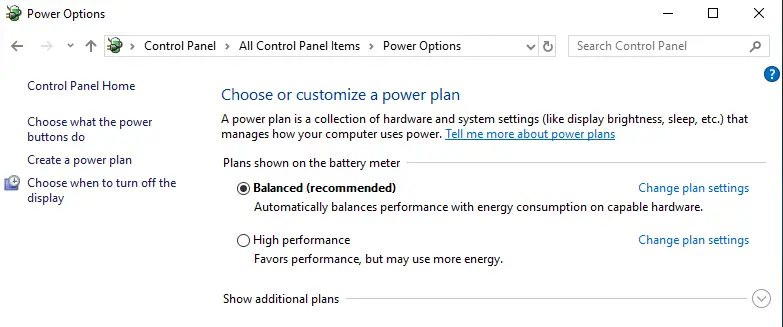 Power Options
Control Panel > All Control Panel Items > Power Options
Search Control Panel
?
Control Panel Home
Choose what the power
buttons do
Create a power plan
Choose when to turn off the
display
Choose or customize a power plan
A power plan is a collection of hardware and system settings (like display brightness, sleep, etc.) that
manages how your computer uses power. Tell me more about power plans
Plans shown on the battery meter
Balanced (recommended) Change plan settings
Automatically balances performance with energy consumption on capable hardware.
High performance Change plan settings
Favors performance, but may use more energy.
Show additional plans